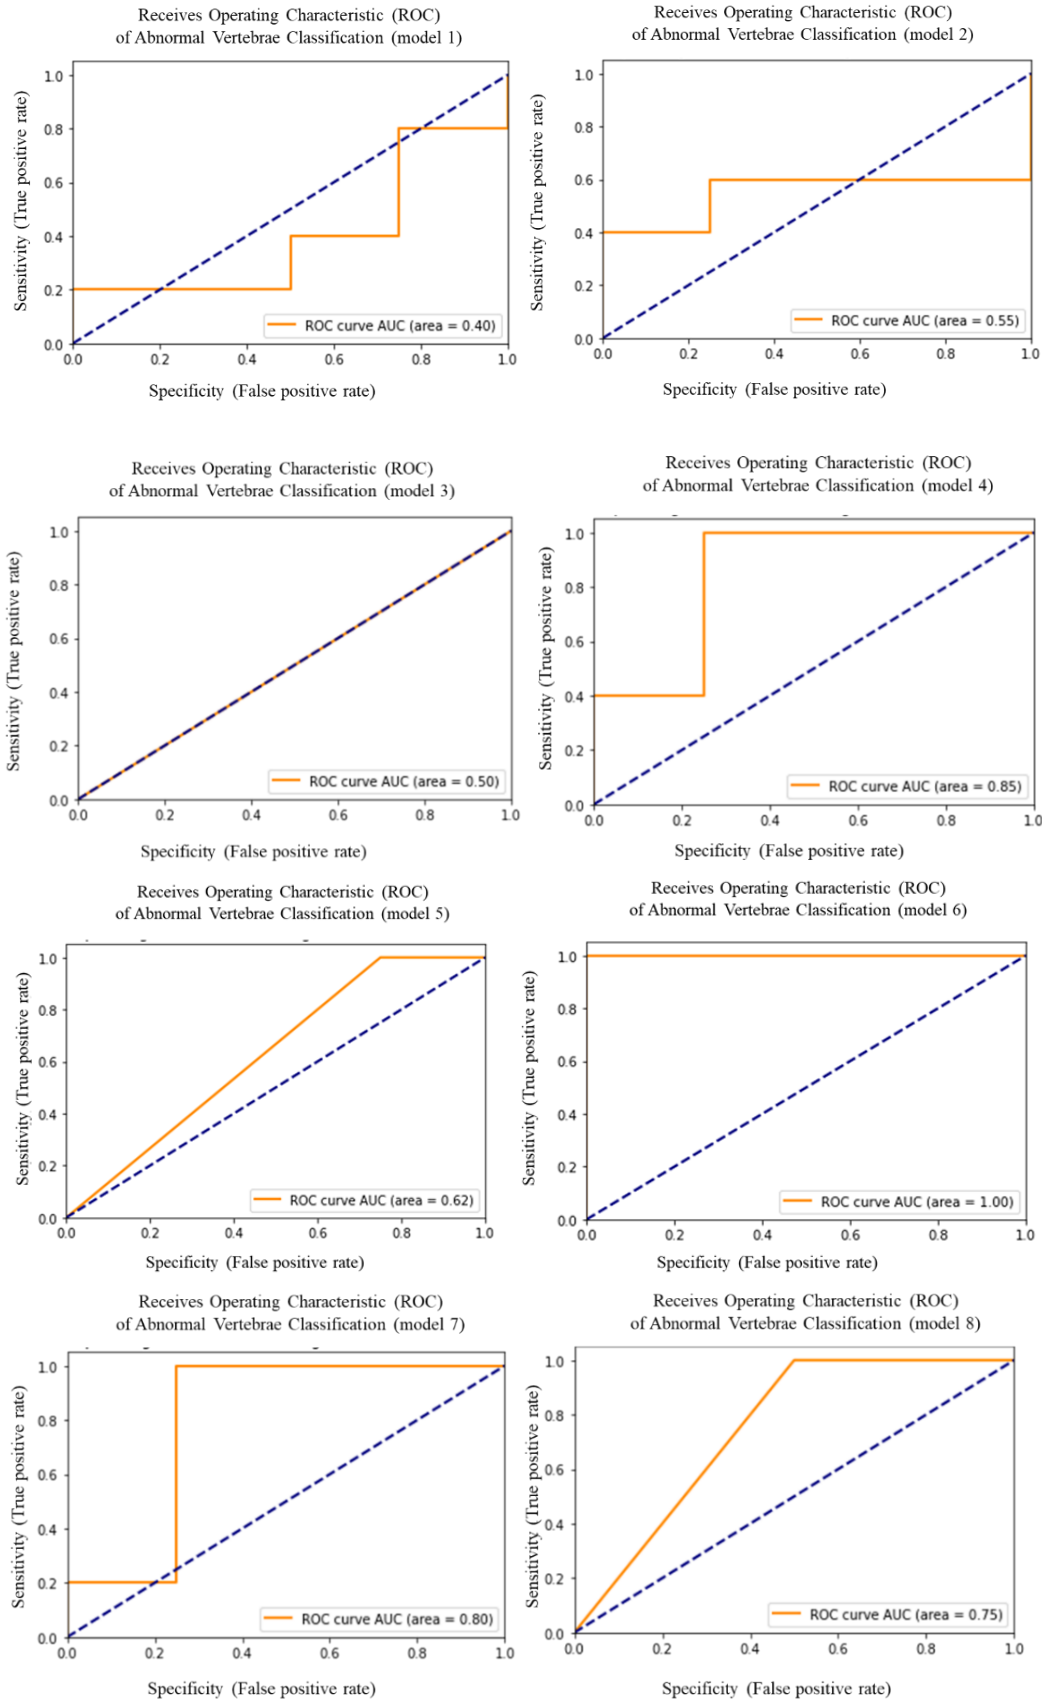 Receives Operating Characteristic (ROC)
of Abnormal Vertebrae Classification (model 1)
Sensitivity (True positive rate)
1.0
0.8
0.6
0.4
0.2
0.0
ROC curve AUC (area = 0.40)
0.0 0.2 0.4 0.6 0.8 1.0
Specificity (False positive rate)
Receives Operating Characteristic (ROC)
of Abnormal Vertebrae Classification (model 2)
Sensitivity (True positive rate)
1.0
0.8
0.6
0.4
0.2
0.0
ROC curve AUC (area = 0.55)
0.0 0.2 0.4 0.6 0.8 1.0
Specificity (False positive rate)
Receives Operating Characteristic (ROC)
of Abnormal Vertebrae Classification (model 3)
Sensitivity (True positive rate)
1.0
0.8
0.6
0.4
0.2
0.0
ROC curve AUC (area = 0.50)
0.0 0.2 0.4 0.6 0.8 1.0
Specificity (False positive rate)
Receives Operating Characteristic (ROC)
of Abnormal Vertebrae Classification (model 4)
Sensitivity (True positive rate)
1.0
0.8
0.6
0.4
0.2
0.0
ROC curve AUC (area = 0.85)
0.0 0.2 0.4 0.6 0.8 1.0
Specificity (False positive rate)
Receives Operating Characteristic (ROC)
of Abnormal Vertebrae Classification (model 5)
Sensitivity (True positive rate)
1.0
0.8
0.6
0.4
0.2
0.0
ROC curve AUC (area = 0.62)
0.0 0.2 0.4 0.6 0.8 1.0
Specificity (False positive rate)
Receives Operating Characteristic (ROC)
of Abnormal Vertebrae Classification (model 6)
Sensitivity (True positive rate)
1.0
0.8
0.6
0.4
0.2
0.0
ROC curve AUC (area = 1.00)
0.0 0.2 0.4 0.6 0.8 1.0
Specificity (False positive rate)
Receives Operating Characteristic (ROC)
of Abnormal Vertebrae Classification (model 7)
Sensitivity (True positive rate)
1.0
0.8
0.6
0.4
0.2
0.0
ROC curve AUC (area = 0.80)
0.0 0.2 0.4 0.6 0.8 1.0
Specificity (False positive rate)
Receives Operating Characteristic (ROC)
of Abnormal Vertebrae Classification (model 8)
Sensitivity (True positive rate)
1.0
0.8
0.6
0.4
0.2
0.0
ROC curve AUC (area = 0.75)
0.0 0.2 0.4 0.6 0.8 1.0
Specificity (False positive rate)